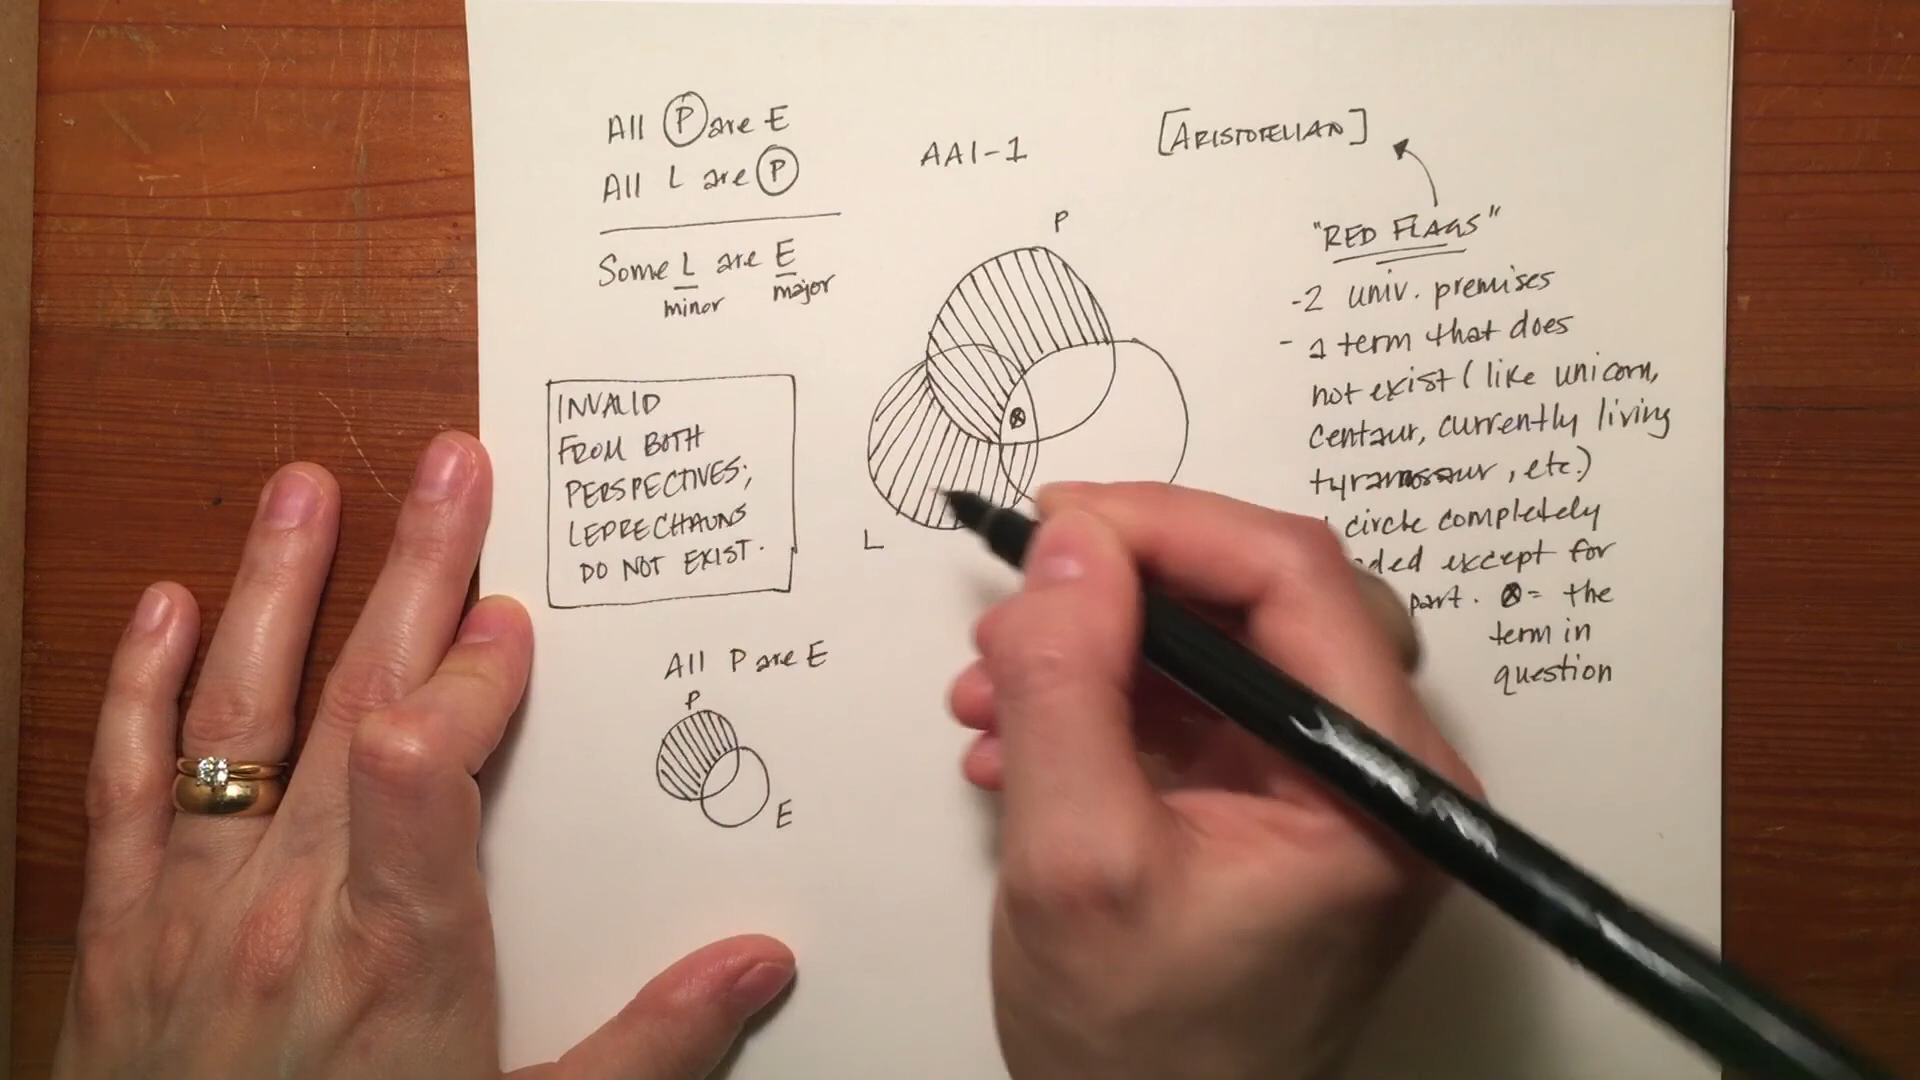 All P are E
All L are P
Some L are E
minor major
AAI-1
[ARISTOTELIAN]
P
L
INVALID
FROM BOTH
PERSPECTIVES;
LEPRECHAUNS
DO NOT EXIST.
All P are E
P
E
"RED FLAGS"
-2 univ. premises
- 1 term that does
not exist (like unicorn,
centaur, currently living
tyrannosaur, etc.)
circle completely
except for
part. ⊗= the
term in
question